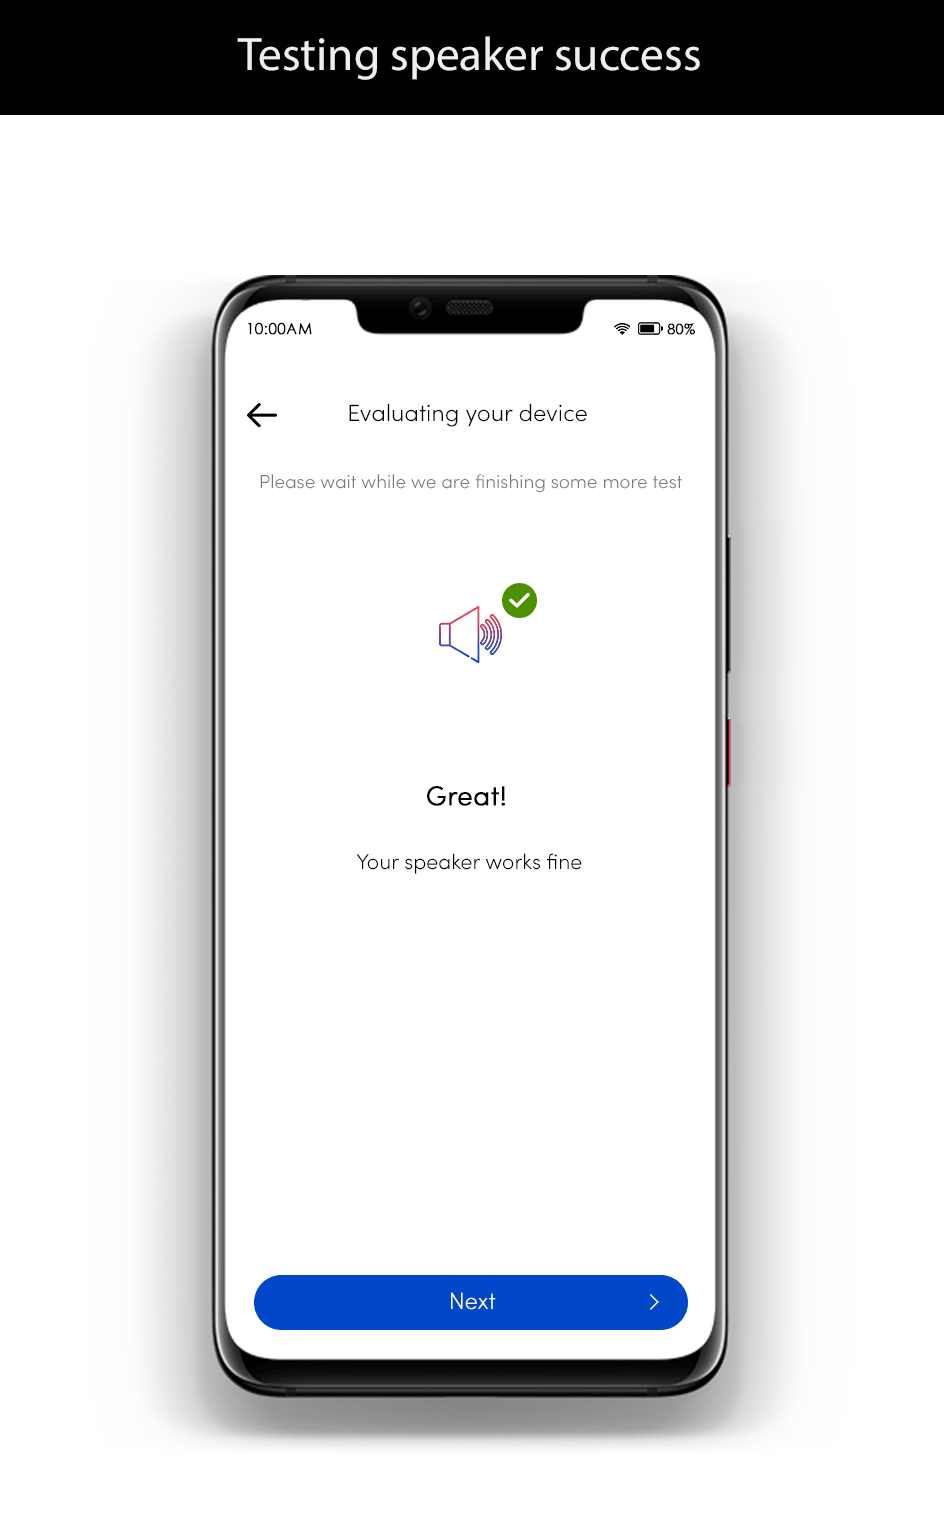 Testing speaker success
10:00AM
80%
Evaluating your device
Please wait while we are finishing some more test
Great!
Your speaker works fine
Next